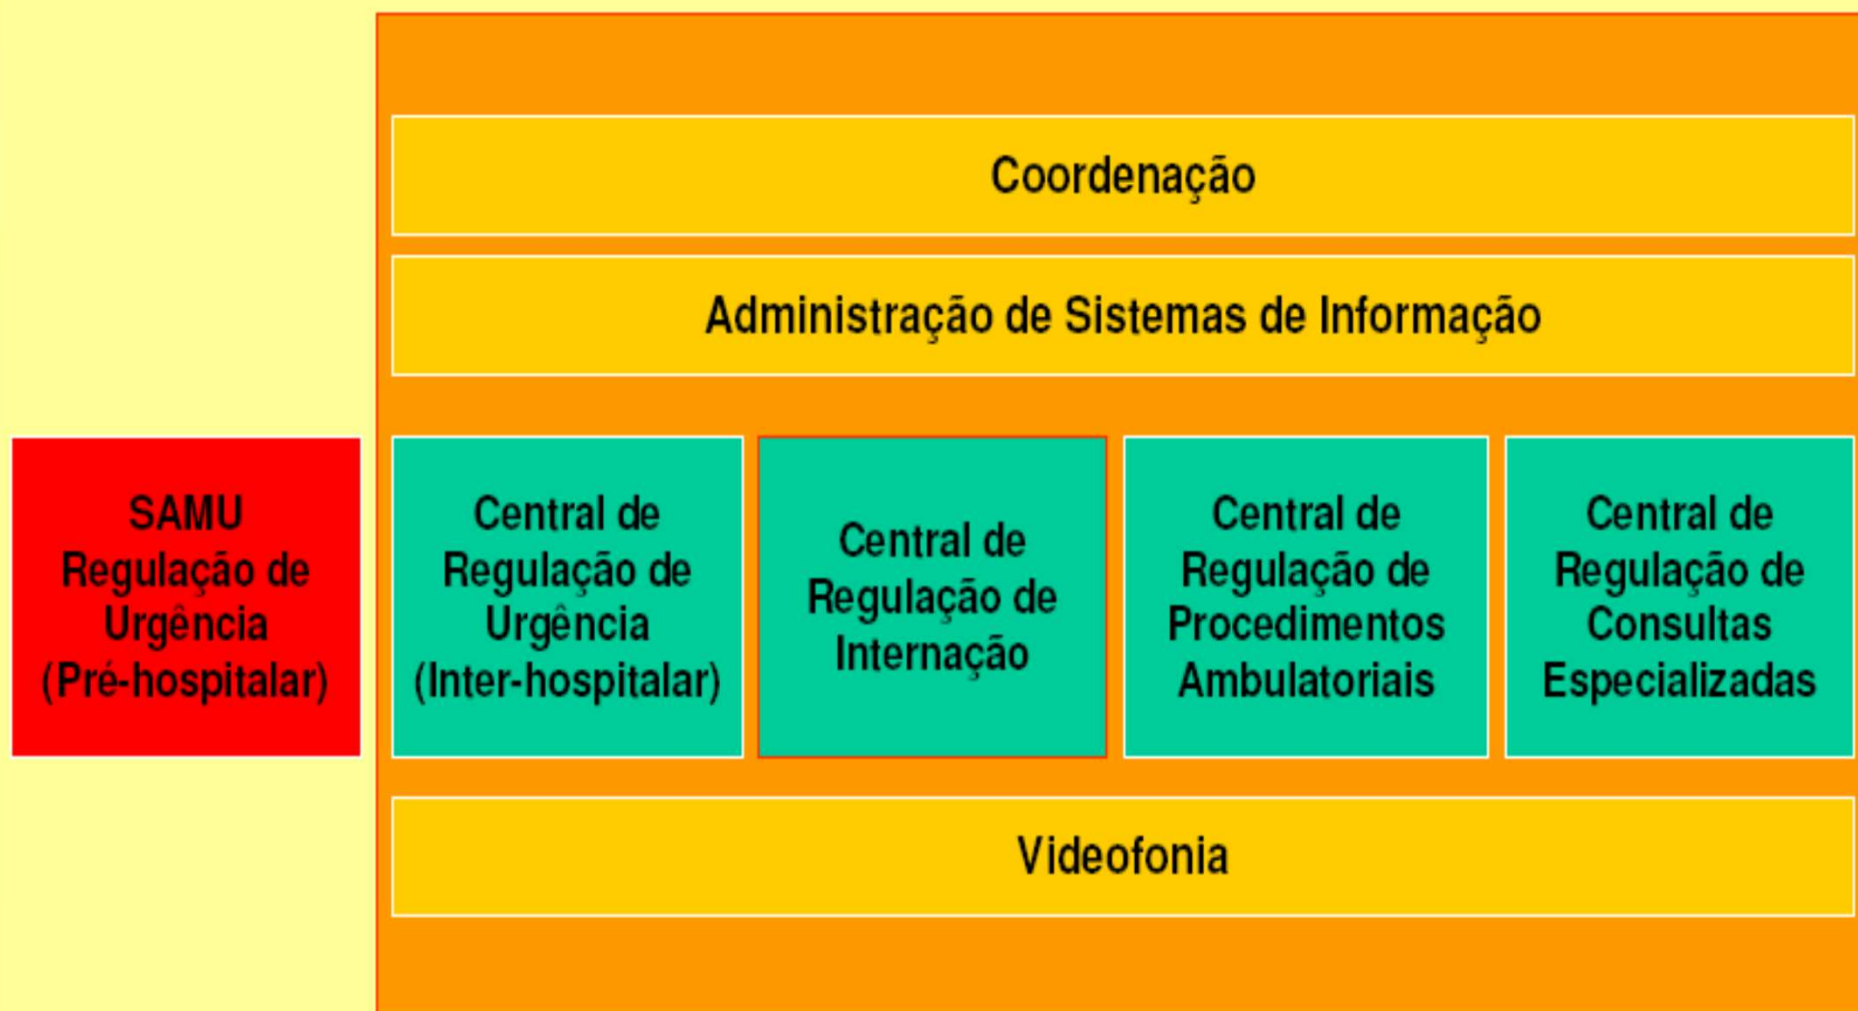 Coordenação
Administração de Sistemas de Informação
SAMU
Regulação de
Urgência
(Pré-hospitalar)
Central de
Regulação de
Urgência
(Inter-hospitalar)
Central de
Regulação de
Internação
Central de
Regulação de
Procedimentos
Ambulatoriais
Central de
Regulação de
Consultas
Especializadas
Videofonia